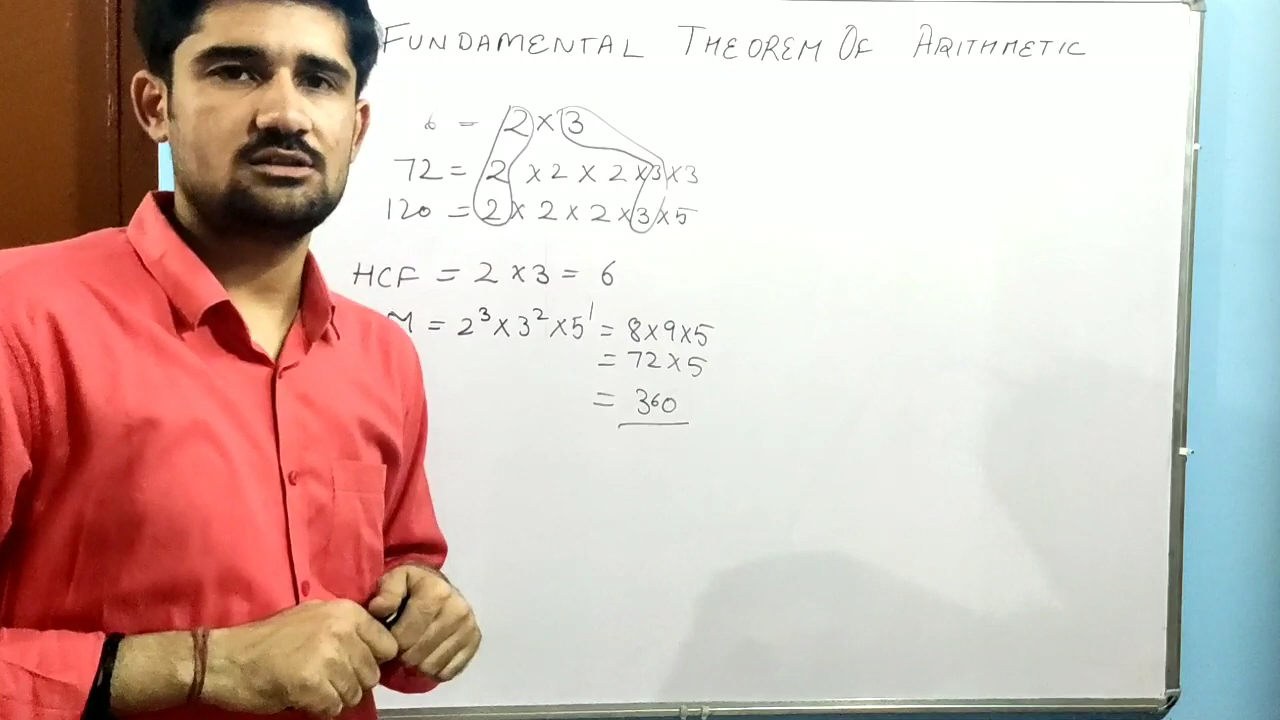 FUNDAMENTAL THEOREM OF ARITHMETIC
6 = 2 × 3
72 = 2 × 2 × 2 × 3 × 3
120 = 2 × 2 × 2 × 3 × 5
HCF = 2 × 3 = 6
M = 2³ × 3² × 5¹ = 8 × 9 × 5
= 72 × 5
= 360